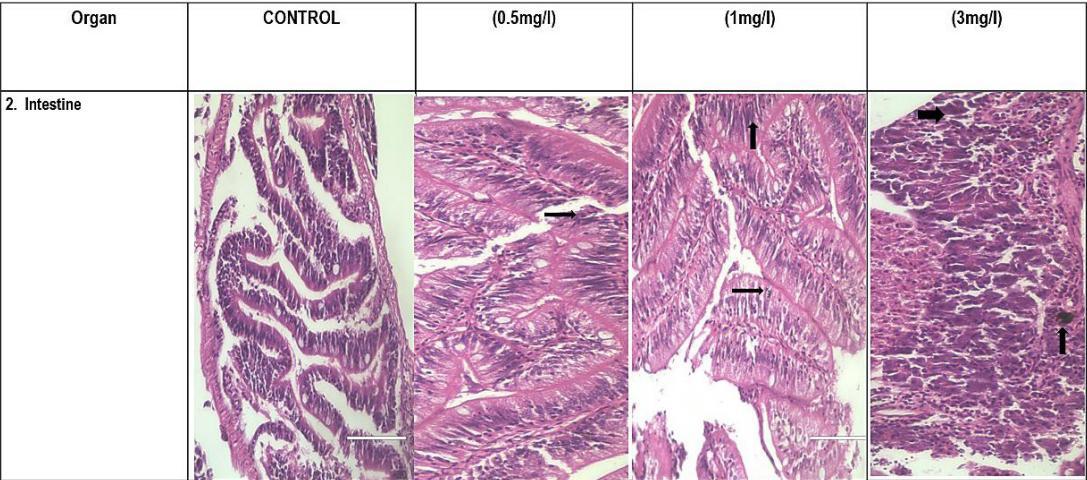 Organ
CONTROL
(0.5mg/l)
(1mg/l)
(3mg/l)
2. Intestine